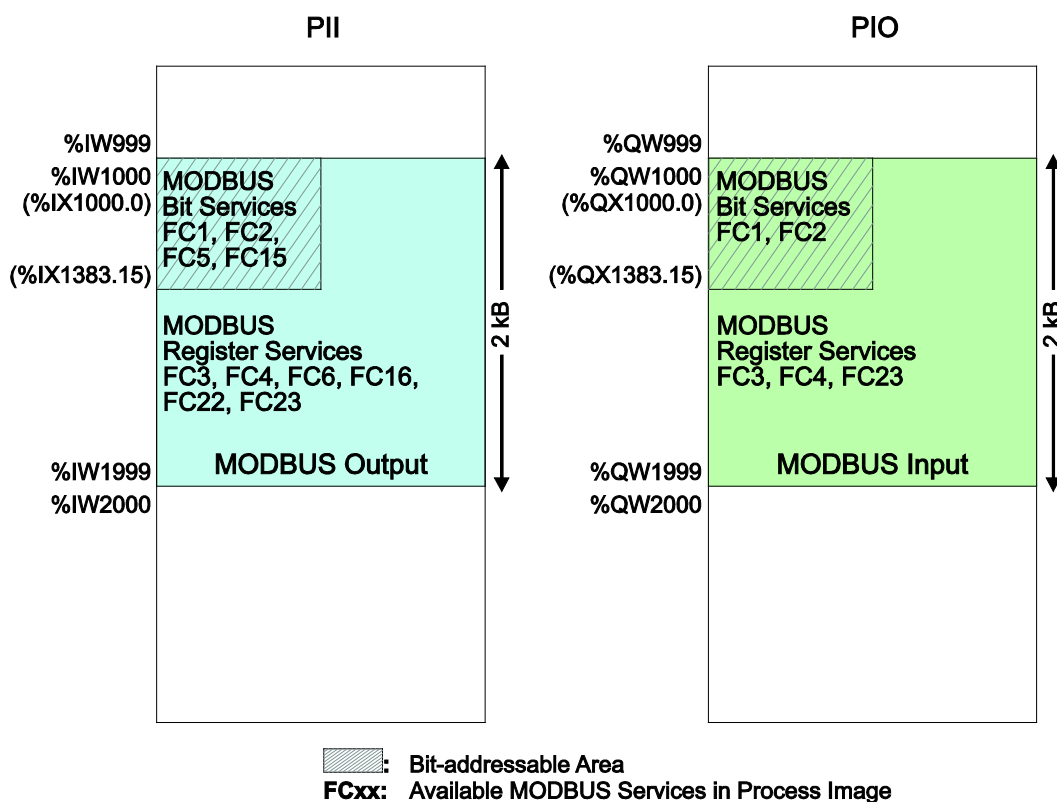 PII
%IW999
%IW1000
(%IX1000.0)
(%IX1383.15)
%IW1999
%IW2000
MODBUS
Bit Services
FC1, FC2,
FC5, FC15
MODBUS
Register Services
FC3, FC4, FC6, FC16,
FC22, FC23
MODBUS Output
2 kB
PIO
%QW999
%QW1000
(%QX1000.0)
(%QX1383.15)
%QW1999
%QW2000
MODBUS
Bit Services
FC1, FC2
MODBUS
Register Services
FC3, FC4, FC23
MODBUS Input
2 kB
: Bit-addressable Area
FCxx: Available MODBUS Services in Process Image